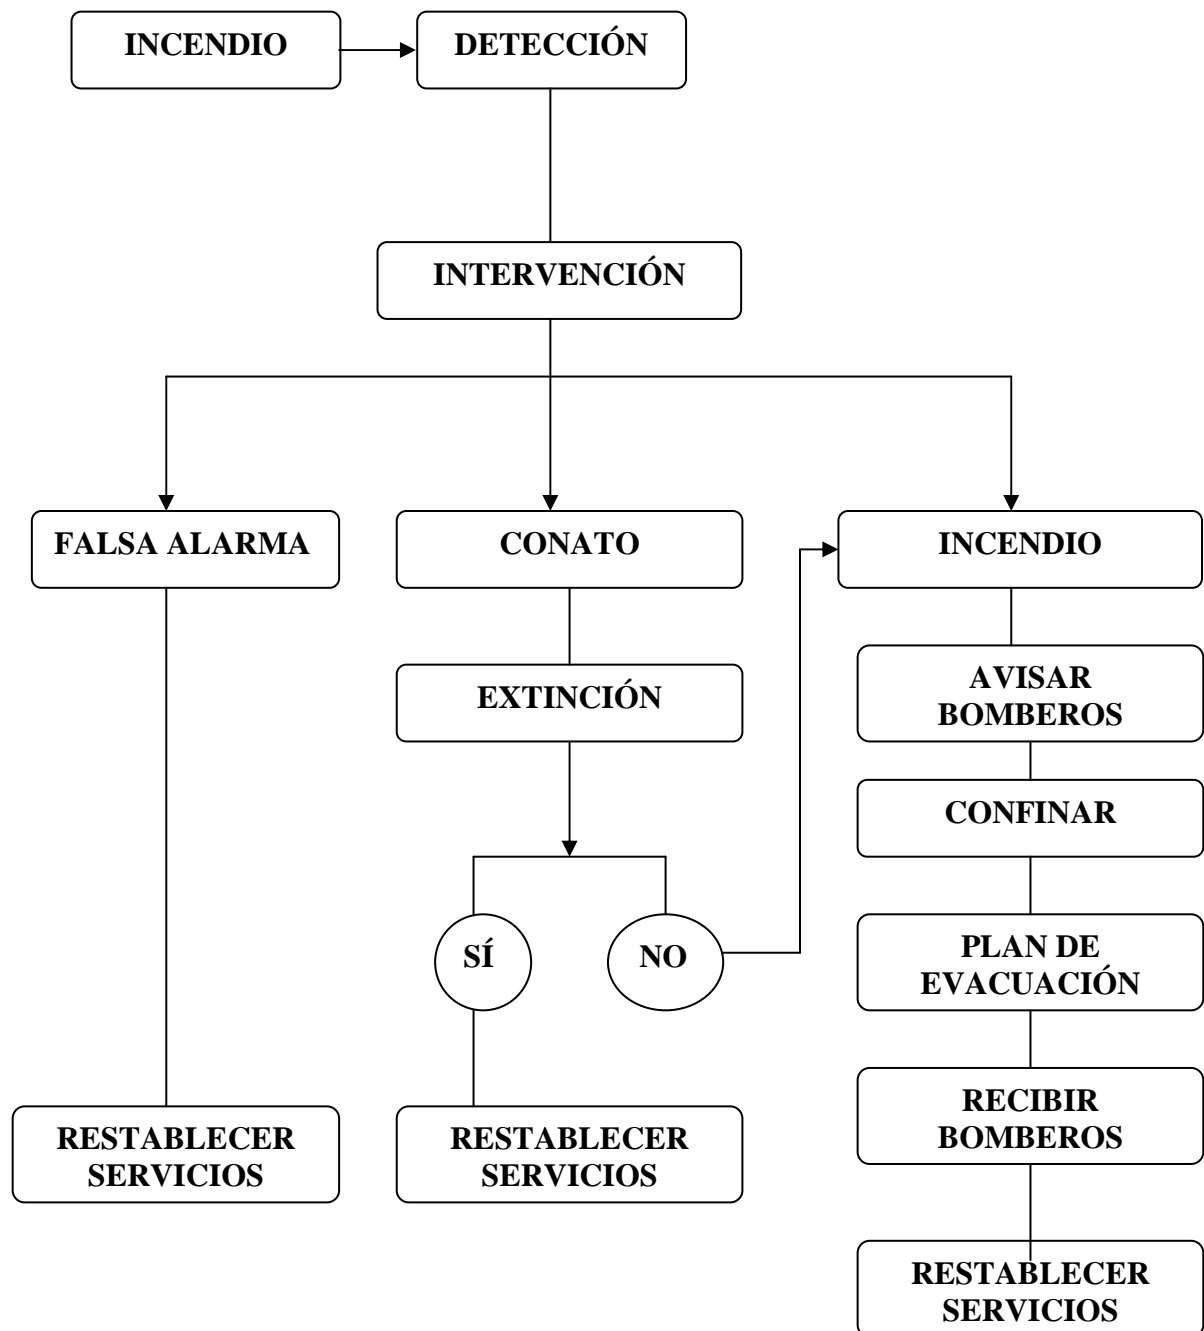 INCENDIO
DETECCIÓN
INTERVENCIÓN
FALSA ALARMA
CONATO
INCENDIO
EXTINCIÓN
AVISAR
BOMBEROS
CONFINAR
SÍ
NO
PLAN DE
EVACUACIÓN
RESTABLECER
SERVICIOS
RESTABLECER
SERVICIOS
RECIBIR
BOMBEROS
RESTABLECER
SERVICIOS